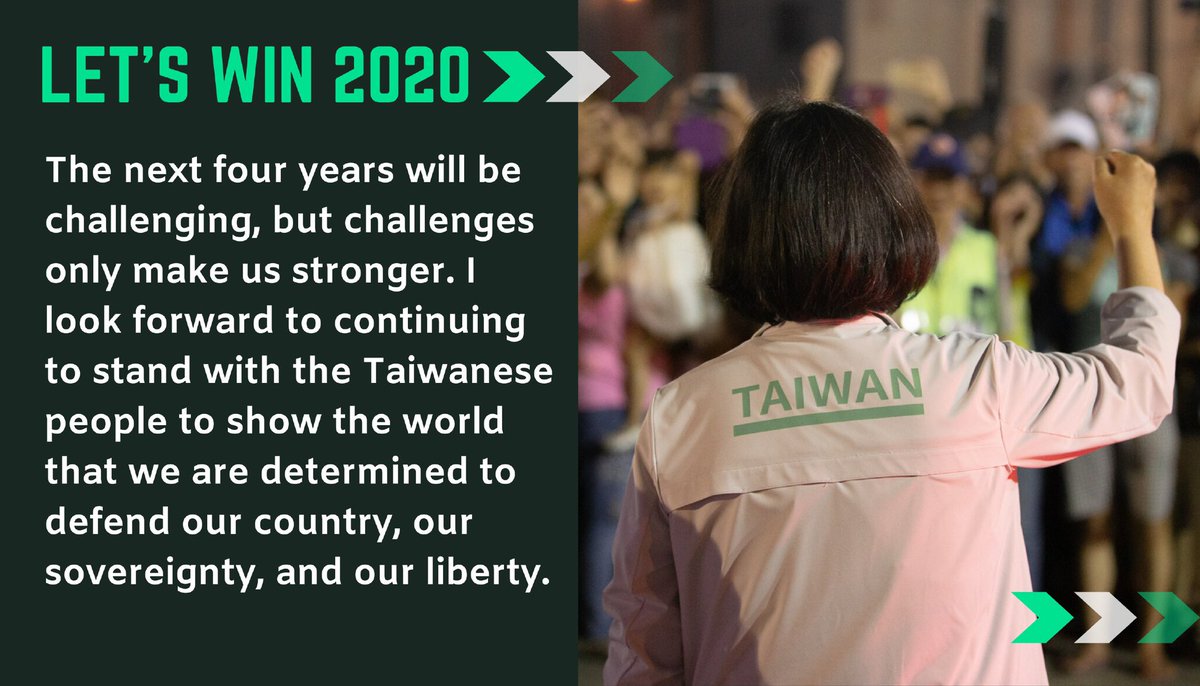 LET'S WIN 2020
The next four years will be
challenging, but challenges
only make us stronger. I
look forward to continuing
to stand with the Taiwanese
people to show the world
that we are determined to
defend our country, our
sovereignty, and our liberty.
TAIWAN